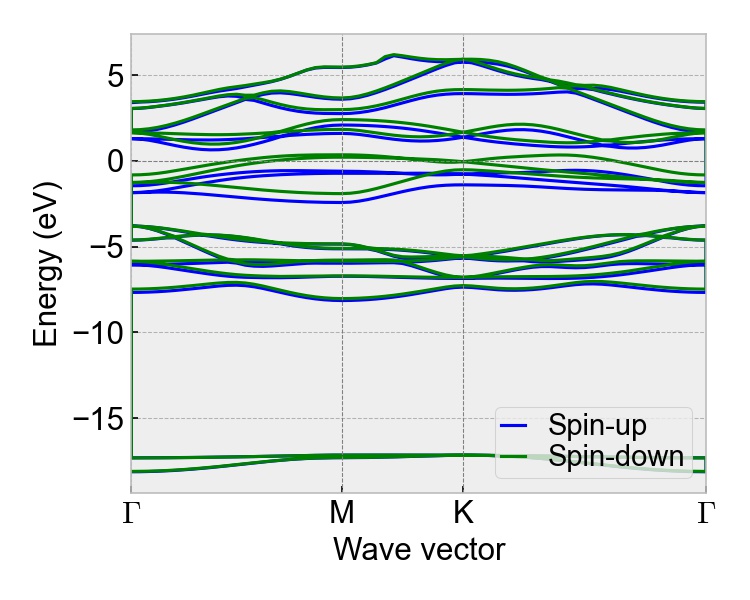 Energy (eV)
5
0
−5
−10
−15
Spin-up
Spin-down
Γ M K Γ
Wave vector